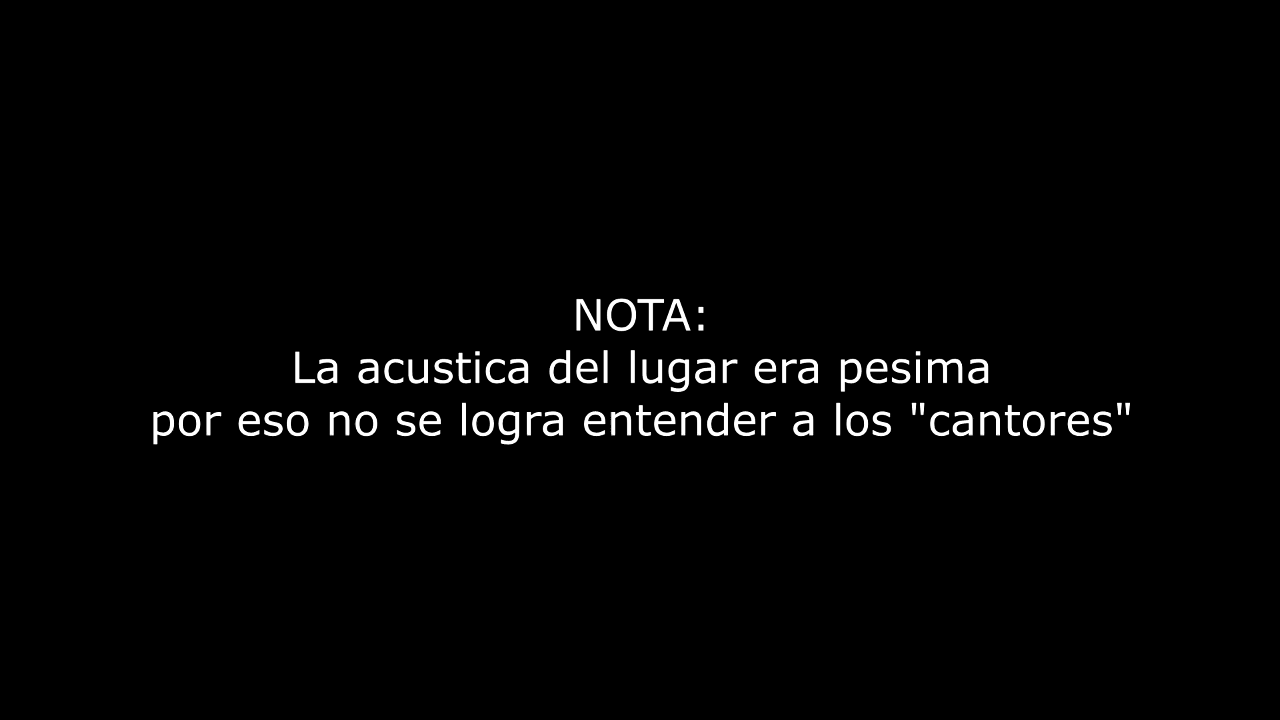 NOTA:
La acustica del lugar era pesima
por eso no se logra entender a los "cantores"